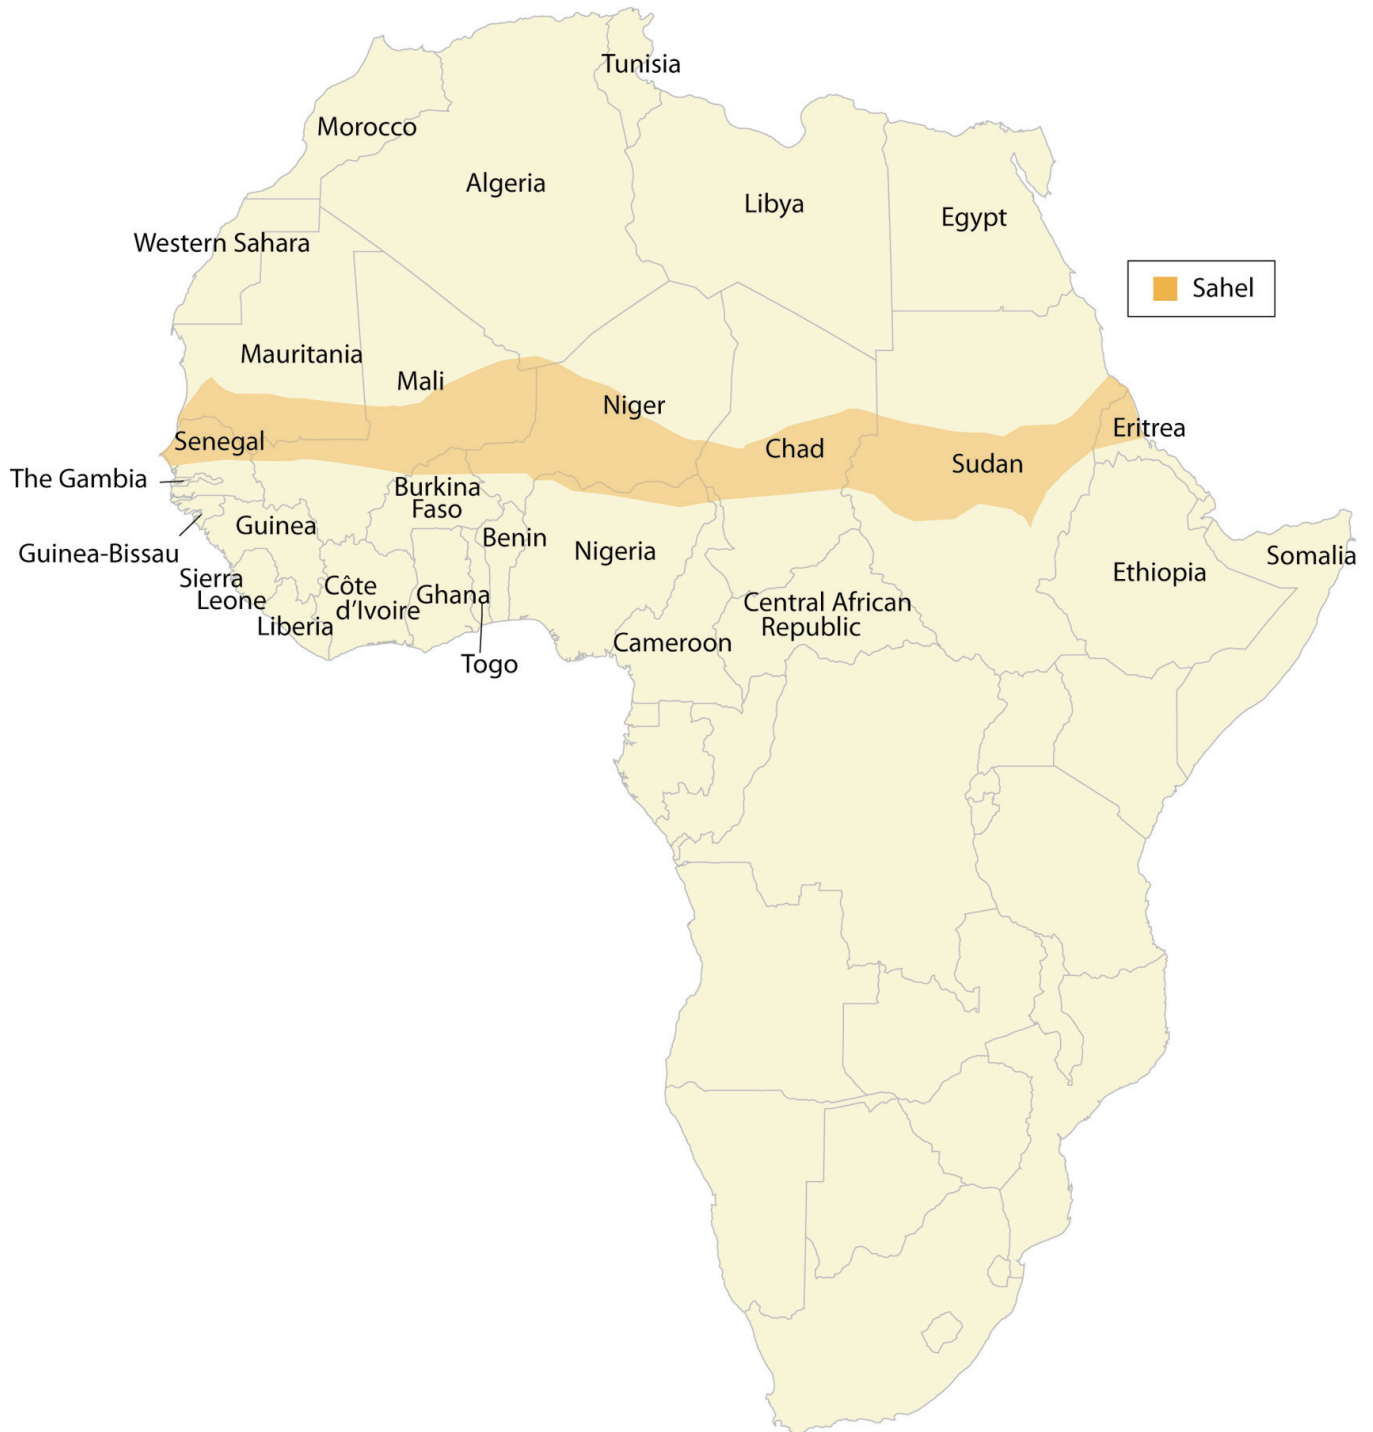 Tunisia
Morocco
Algeria
Libya
Egypt
Western Sahara
Sahel
Mauritania
Mali
Niger
Eritrea
Senegal
Chad
Sudan
The Gambia
Burkina
Faso
Guinea
Benin
Nigeria
Guinea-Bissau
Somalia
Ethiopia
Sierra
Leone
Côte
d’Ivoire
Ghana
Central African
Republic
Liberia
Cameroon
Togo